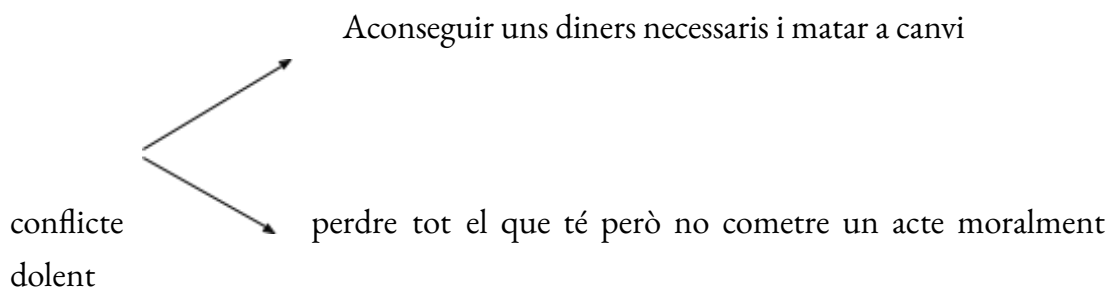 Aconseguir uns diners necessaris i matar a canvi
conflicte perdre tot el que té però no cometre un acte moralment
dolent